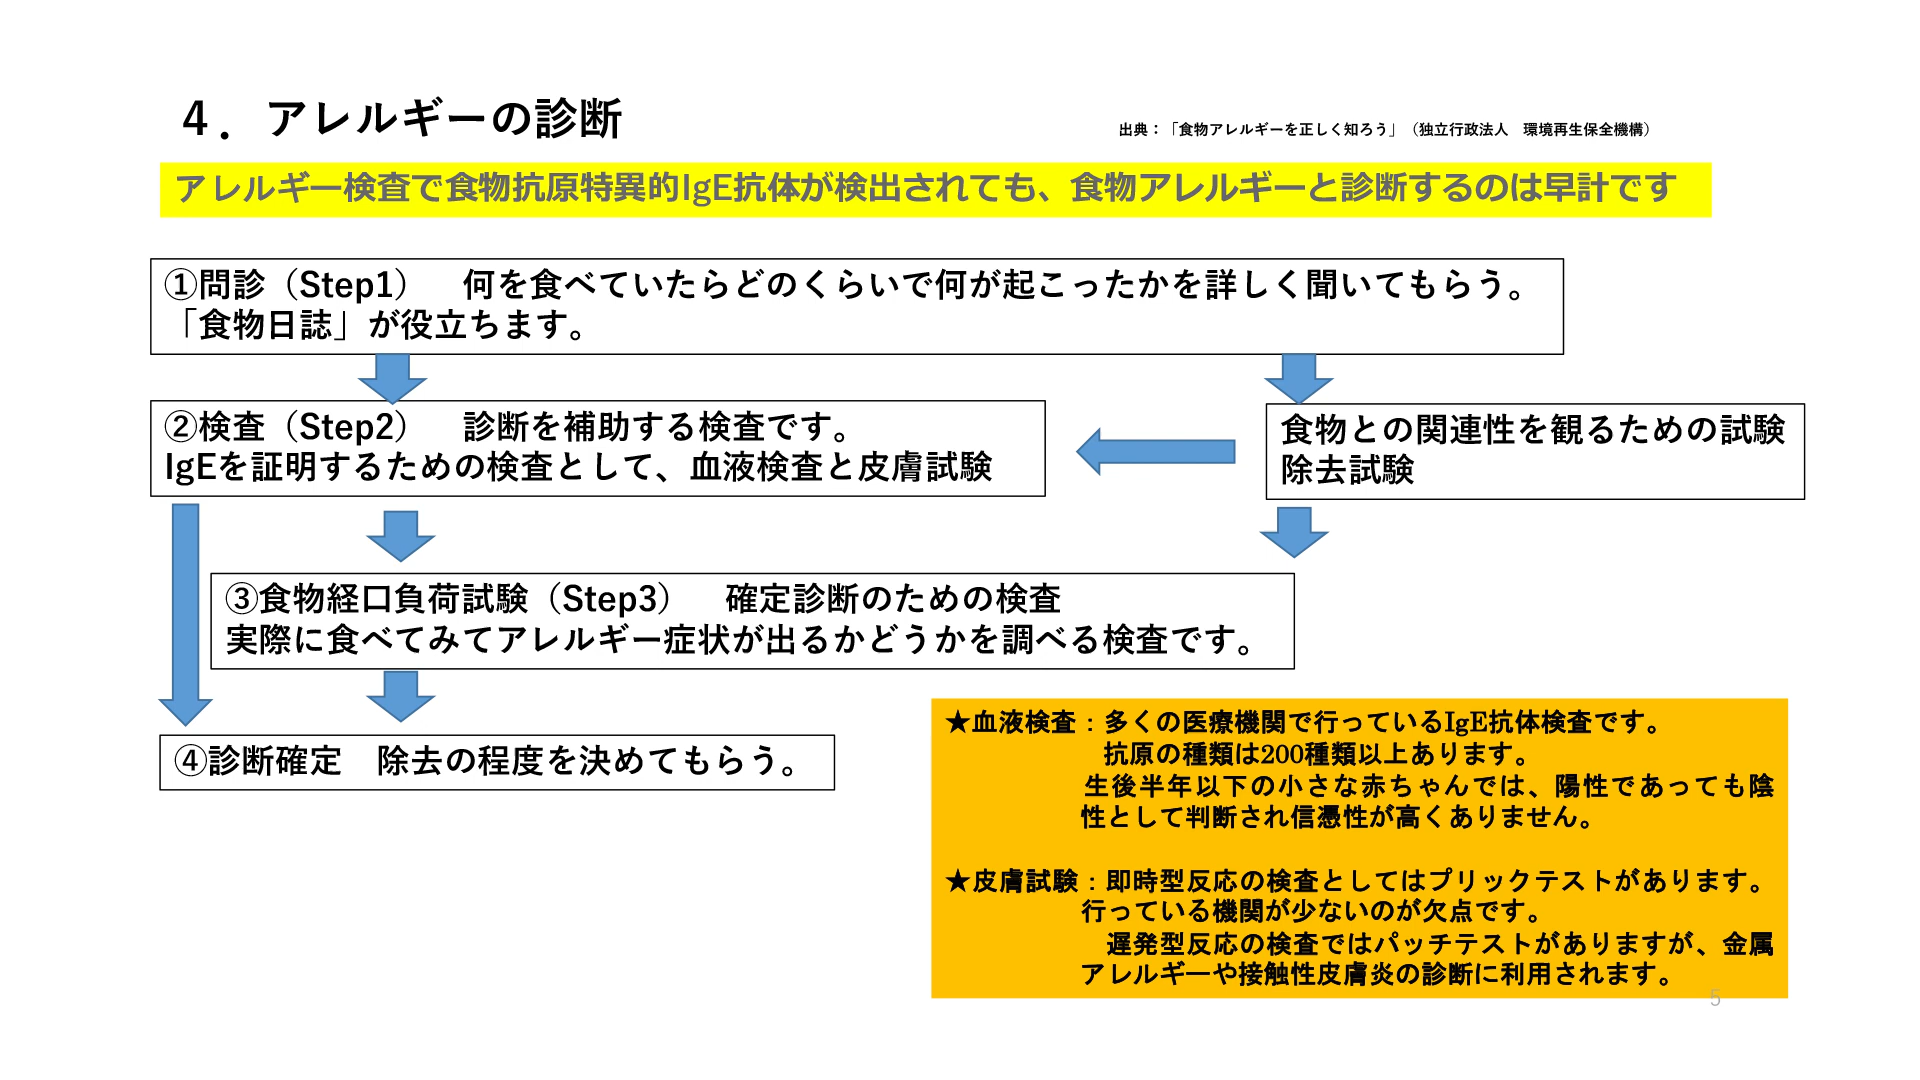 ４．アレルギーの診断
出典：「食物アレルギーを正しく知ろう」（独立行政法人　環境再生保全機構）
アレルギー検査で食物抗原特異的IgE抗体が検出されても、食物アレルギーと診断するのは早計です
①問診（Step1）　何を食べていたらどのくらいで何が起こったかを詳しく聞いてもらう。
「食物日誌」が役立ちます。
②検査（Step2）　診断を補助する検査です。
IgEを証明するための検査として、血液検査と皮膚試験
食物との関連性を観るための試験
除去試験
③食物経口負荷試験（Step3）　確定診断のための検査
実際に食べてみてアレルギー症状が出るかどうかを調べる検査です。
④診断確定　除去の程度を決めてもらう。
★血液検査：多くの医療機関で行っているIgE抗体検査です。
抗原の種類は200種類以上あります。
生後半年以下の小さな赤ちゃんでは、陽性であっても陰
性として判断され信憑性が高くありません。
★皮膚試験：即時型反応の検査としてはプリックテストがあります。
行っている機関が少ないのが欠点です。
遅発型反応の検査ではパッチテストがありますが、金属
アレルギーや接触性皮膚炎の診断に利用されます。
5